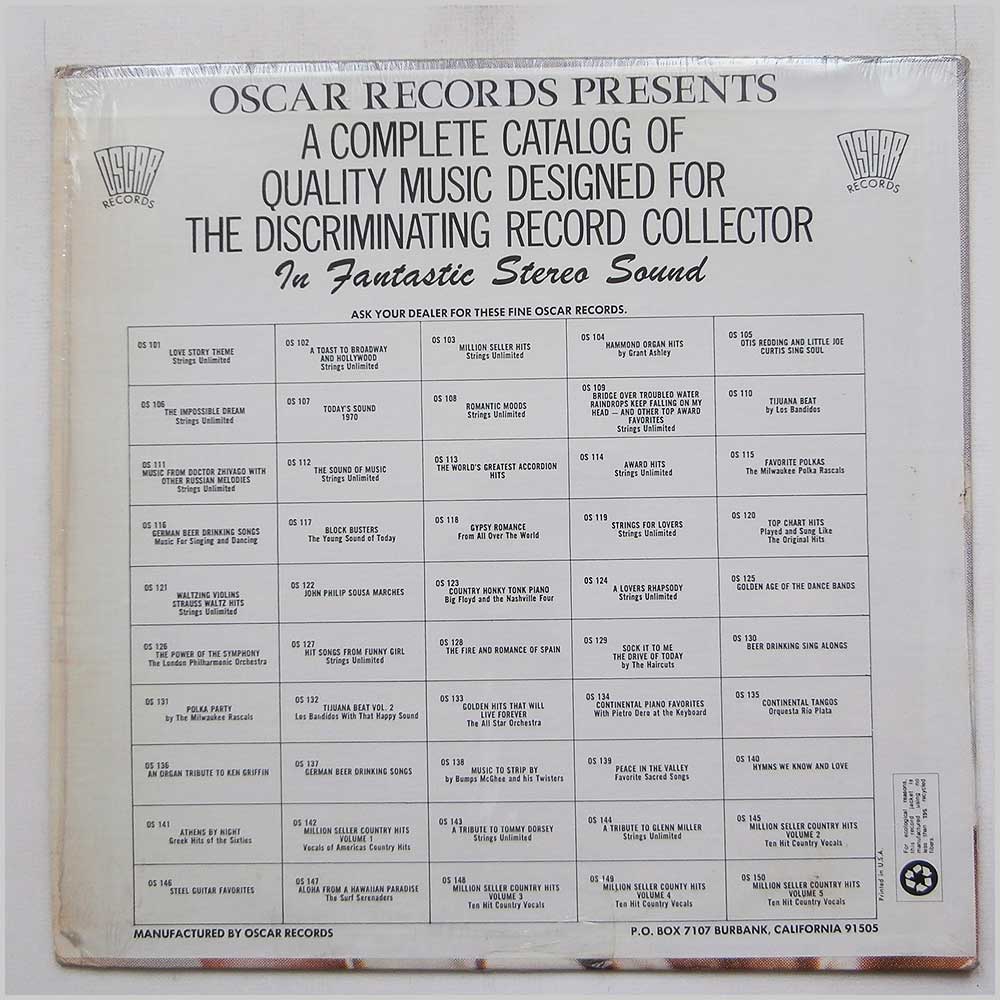 OSCAR RECORDS PRESENTS
A COMPLETE CATALOG OF
QUALITY MUSIC DESIGNED FOR
THE DISCRIMINATING RECORD COLLECTOR
In Fantastic Stereo Sound
OSCAR
RECORDS
OSCAR
RECORDS
ASK YOUR DEALER FOR THESE FINE OSCAR RECORDS.
OS 101
LOVE STORY THEME
Strings Unlimited
OS 102
A TOAST TO BROADWAY
AND HOLLYWOOD
Strings Unlimited
OS 103
MILLION SELLER HITS
Strings Unlimited
OS 104
HAMMOND ORGAN HITS
by Grant Ashley
OS 105
OTIS REDDING AND LITTLE JOE
CURTIS SING SOUL
OS 106
THE IMPOSSIBLE DREAM
Strings Unlimited
OS 107
TODAY'S SOUND
1970
OS 108
ROMANTIC MOODS
Strings Unlimited
OS 109
BRIDGE OVER TROUBLED WATER
RAINDROPS KEEP FALLING ON MY
HEAD — AND OTHER TOP AWARD
FAVORITES
Strings Unlimited
OS 110
TIJUANA BEAT
by Los Bandidos
OS 111
MUSIC FROM DOCTOR ZHIVAGO WITH
OTHER RUSSIAN MELODIES
Strings Unlimited
OS 112
THE SOUND OF MUSIC
Strings Unlimited
OS 113
THE WORLD'S GREATEST ACCORDION
HITS
OS 114
AWARD HITS
Strings Unlimited
OS 115
FAVORITE POLKAS
The Milwaukee Polka Rascals
OS 116
GERMAN BEER DRINKING SONGS
Music For Singing and Dancing
OS 117
BLOCK BUSTERS
The Young Sound of Today
OS 118
GYPSY ROMANCE
From All Over The World
OS 119
STRINGS FOR LOVERS
Strings Unlimited
OS 120
TOP CHART HITS
Played and Sung Like
The Original Hits
OS 121
WALTZING VIOLINS
STRAUSS WALTZ HITS
Strings Unlimited
OS 122
JOHN PHILIP SOUSA MARCHES
OS 123
COUNTRY HONKY TONK PIANO
Big Floyd and the Nashville Four
OS 124
A LOVERS RHAPSODY
Strings Unlimited
OS 125
GOLDEN AGE OF THE DANCE BANDS
OS 126
THE POWER OF THE SYMPHONY
The London Philharmonic Orchestra
OS 127
HIT SONGS FROM FUNNY GIRL
Strings Unlimited
OS 128
THE FIRE AND ROMANCE OF SPAIN
OS 129
SOCK IT TO ME
THE DRIVE OF TODAY
by The Haircuts
OS 130
BEER DRINKING SING ALONGS
OS 131
POLKA PARTY
by The Milwaukee Rascals
OS 132
TIJUANA BEAT VOL. 2
Los Bandidos With That Happy Sound
OS 133
GOLDEN HITS THAT WILL
LIVE FOREVER
The All Star Orchestra
OS 134
CONTINENTAL PIANO FAVORITES
With Pietro Dero at the Keyboard
OS 135
CONTINENTAL TANGOS
Orquesta Rio Plata
OS 136
AN ORGAN TRIBUTE TO KEN GRIFFIN
OS 137
GERMAN BEER DRINKING SONGS
OS 138
MUSIC TO STRIP BY
by Bumps McGhee and his Twisters
OS 139
PEACE IN THE VALLEY
Favorite Sacred Songs
OS 140
HYMNS WE KNOW AND LOVE
OS 141
ATHENS BY NIGHT
Greek Hits of the Sixties
OS 142
MILLION SELLER COUNTRY HITS
VOLUME 1
Vocals of Americas Country Hits
OS 143
A TRIBUTE TO TOMMY DORSEY
Strings Unlimited
OS 144
A TRIBUTE TO GLENN MILLER
Strings Unlimited
OS 145
MILLION SELLER COUNTRY HITS
VOLUME 2
Ten Hit Country Vocals
OS 146
STEEL GUITAR FAVORITES
OS 147
ALOHA FROM A HAWAIIAN PARADISE
The Surf Serenaders
OS 148
MILLION SELLER COUNTRY HITS
VOLUME 3
Ten Hit Country Vocals
OS 149
MILLION SELLER COUNTY HITS
VOLUME 4
Ten Hit Country Vocals
OS 150
MILLION SELLER COUNTRY HITS
VOLUME 5
Ten Hit Country Vocals
For ecological reasons,
this record jacket is
manufactured using no
less than 15% recycled
fibers.
Printed in U.S.A.
MANUFACTURED BY OSCAR RECORDS
P.O. BOX 7107 BURBANK, CALIFORNIA 91505